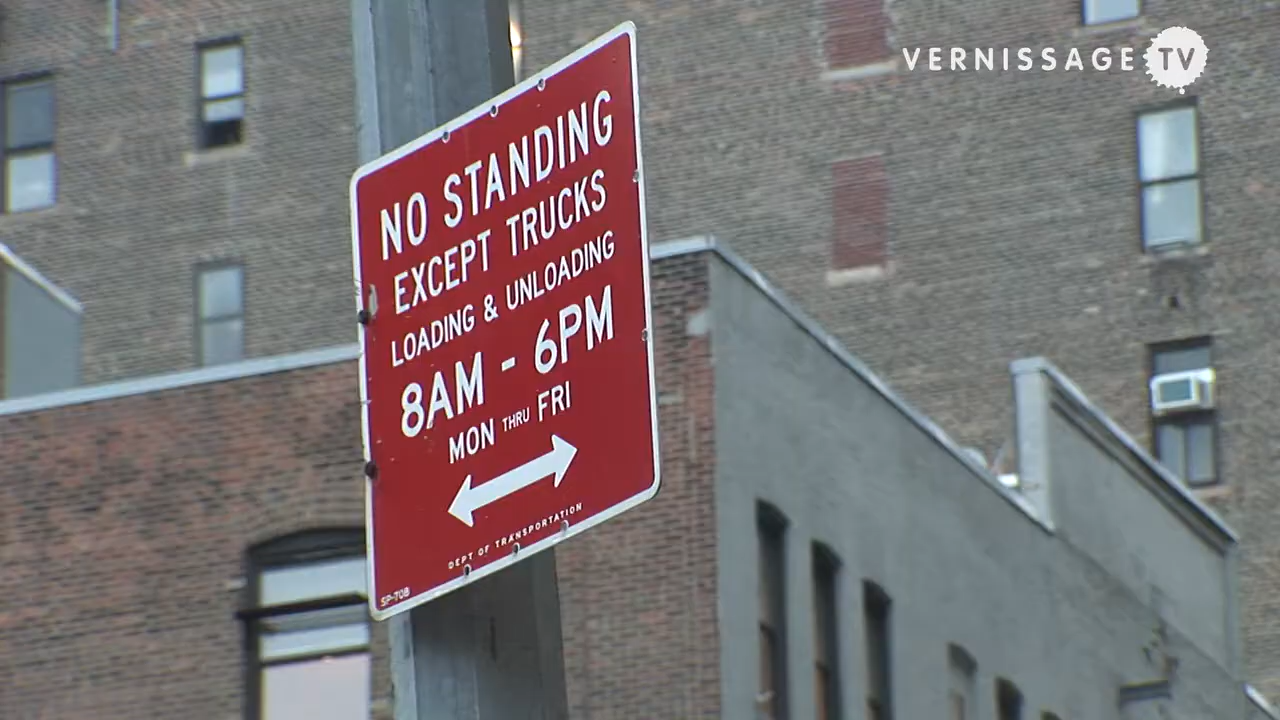 VERNISSAGE TV
NO STANDING
EXCEPT TRUCKS
LOADING & UNLOADING
8AM - 6PM
MON THRU FRI
DEPT OF TRANSPORTATION
SP-70B